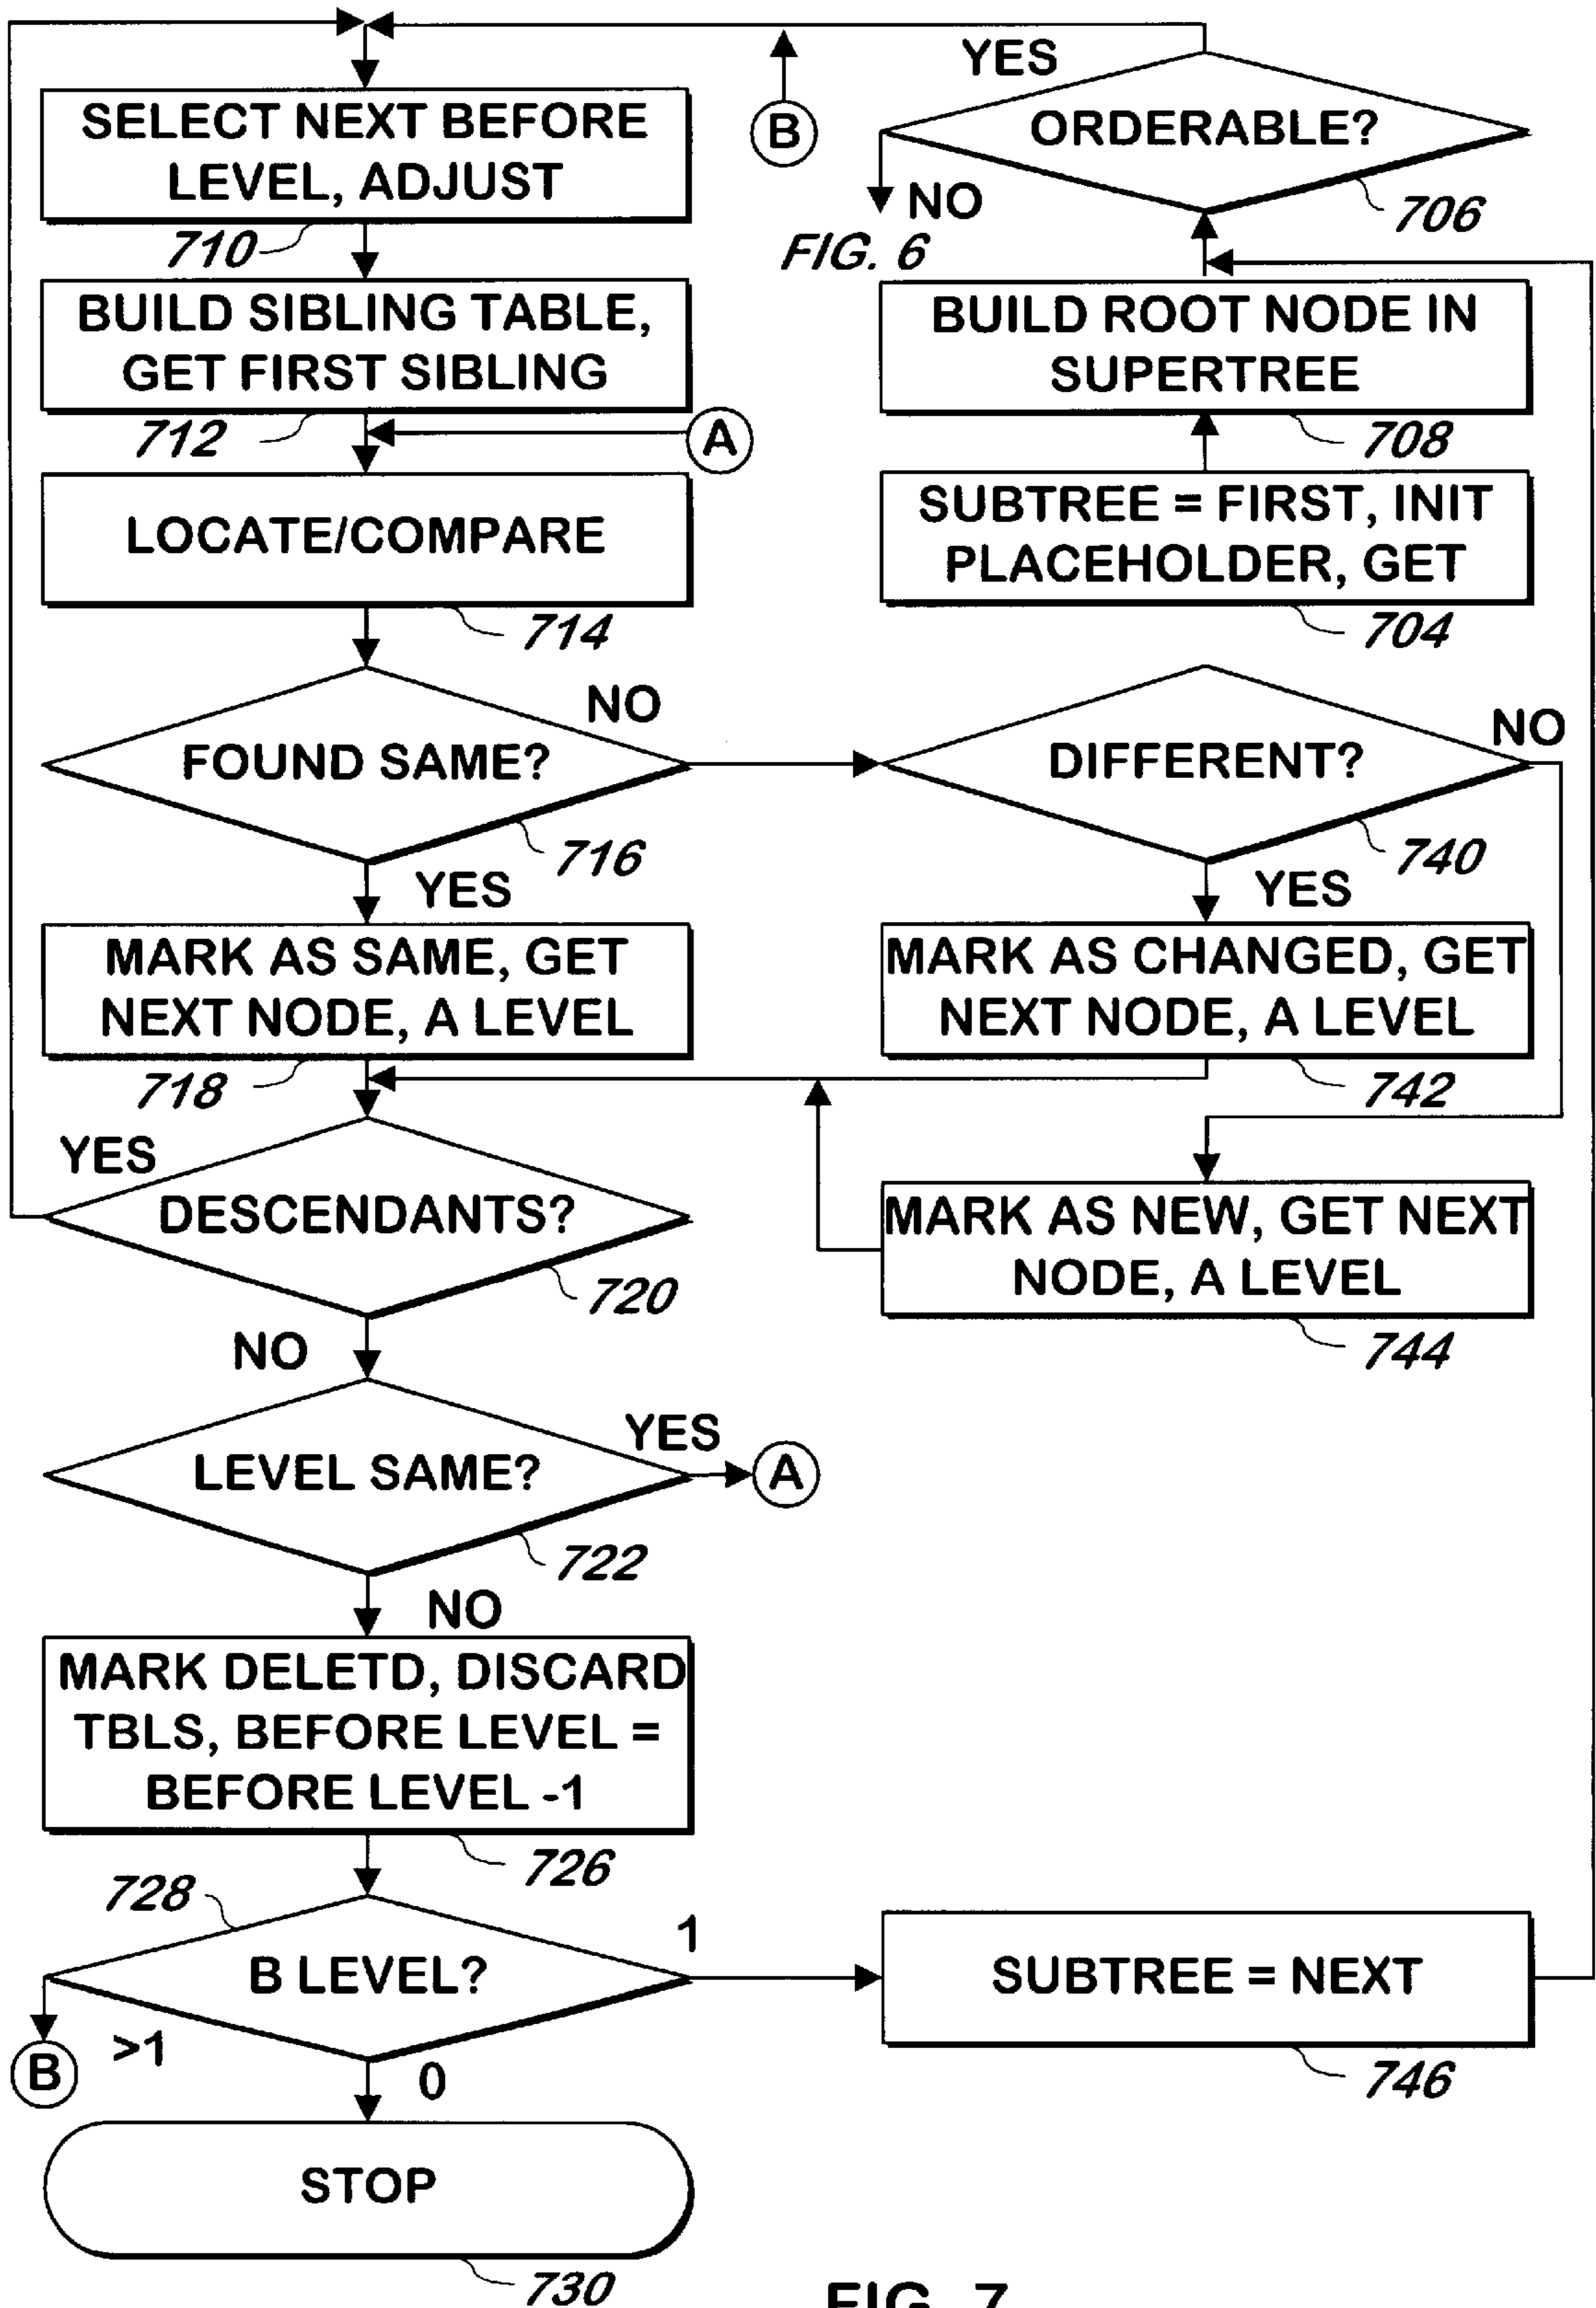 SELECT NEXT BEFORE
LEVEL, ADJUST
710
BUILD SIBLING TABLE,
GET FIRST SIBLING
712
A
LOCATE/COMPARE
714
B
YES
ORDERABLE?
706
NO
FIG. 6
BUILD ROOT NODE IN
SUPERTREE
708
SUBTREE = FIRST, INIT
PLACEHOLDER, GET
704
FOUND SAME?
NO
716
YES
DIFFERENT?
NO
740
YES
MARK AS SAME, GET
NEXT NODE, A LEVEL
718
MARK AS CHANGED, GET
NEXT NODE, A LEVEL
742
YES
DESCENDANTS?
720
NO
MARK AS NEW, GET NEXT
NODE, A LEVEL
744
LEVEL SAME?
YES
A
722
NO
MARK DELETD, DISCARD
TBLS, BEFORE LEVEL =
BEFORE LEVEL -1
726
728
B LEVEL?
1
>1
B
0
SUBTREE = NEXT
746
STOP
730
FIG. 7